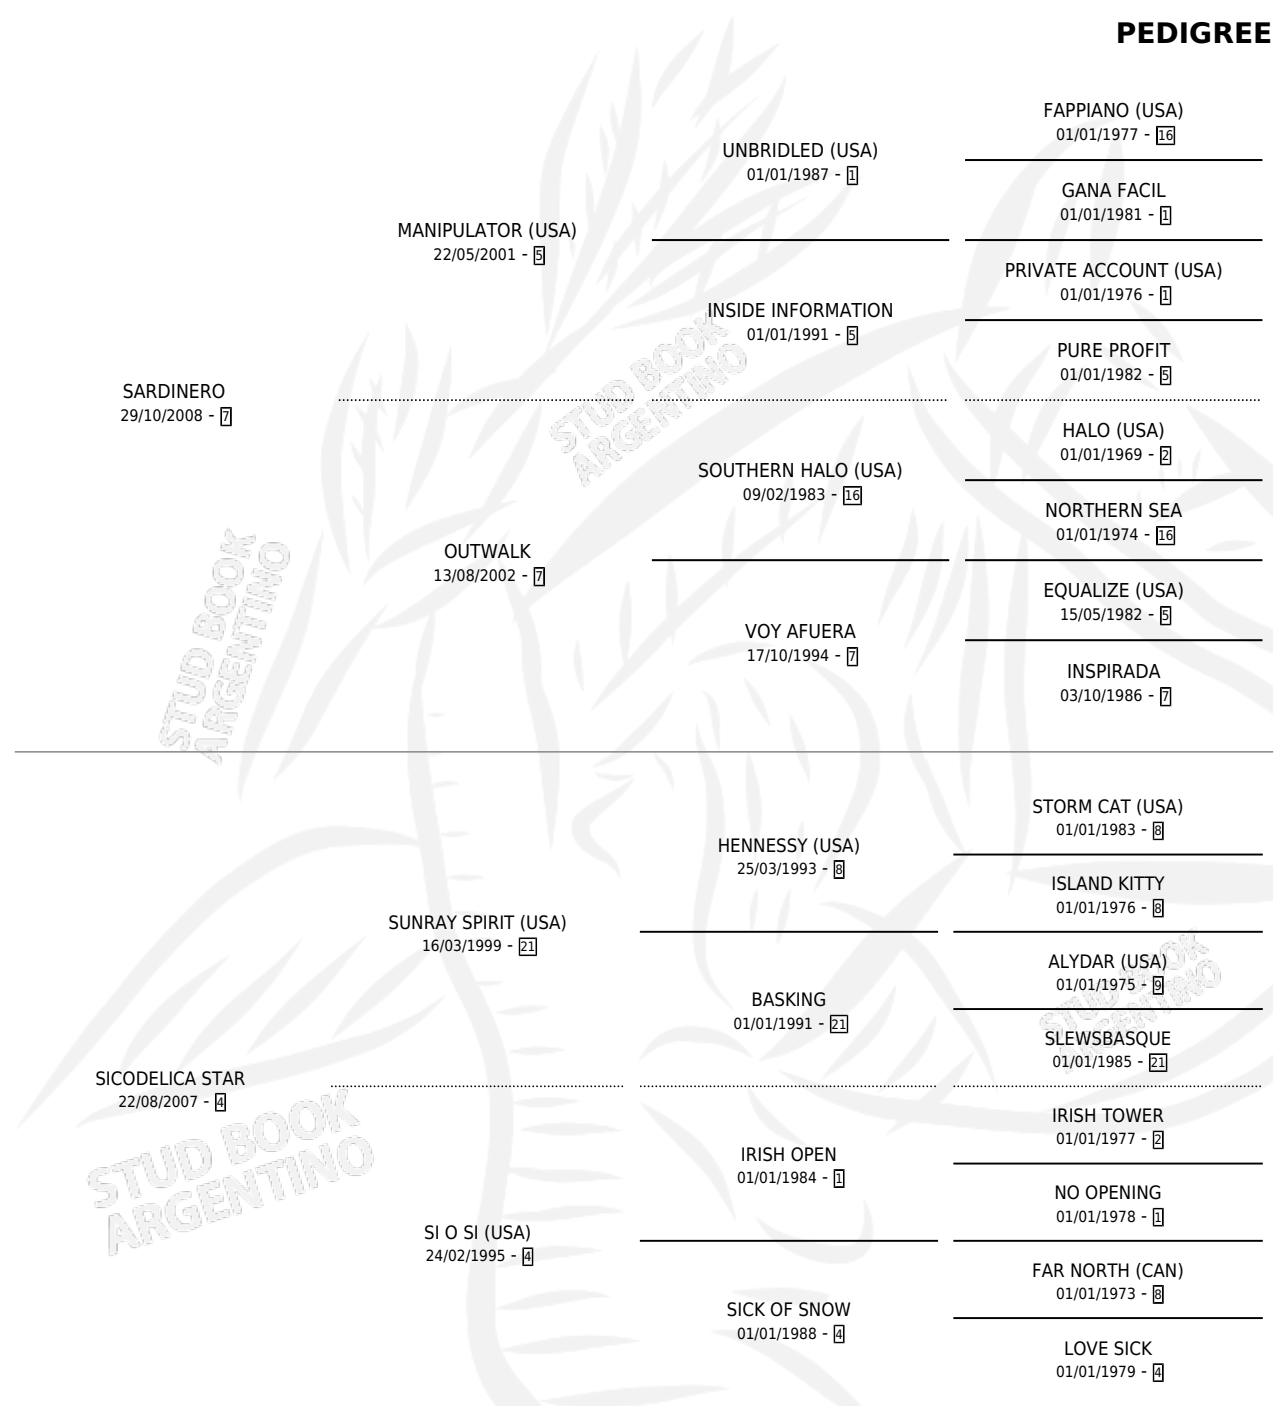 PEDIGREE
FAPPIANO (USA)
01/01/1977 - 16
UNBRIDLED (USA)
01/01/1987 - 1
GANA FACIL
01/01/1981 - 1
MANIPULATOR (USA)
22/05/2001 - 5
PRIVATE ACCOUNT (USA)
01/01/1976 - 1
INSIDE INFORMATION
01/01/1991 - 5
PURE PROFIT
01/01/1982 - 5
SARDINERO
29/10/2008 - 7
HALO (USA)
01/01/1969 - 2
SOUTHERN HALO (USA)
09/02/1983 - 16
NORTHERN SEA
01/01/1974 - 16
OUTWALK
13/08/2002 - 7
EQUALIZE (USA)
15/05/1982 - 5
VOY AFUERA
17/10/1994 - 7
INSPIRADA
03/10/1986 - 7
STORM CAT (USA)
01/01/1983 - 8
HENNESSY (USA)
25/03/1993 - 8
ISLAND KITTY
01/01/1976 - 8
SUNRAY SPIRIT (USA)
16/03/1999 - 21
ALYDAR (USA)
01/01/1975 - 9
BASKING
01/01/1991 - 21
SLEWSBASQUE
01/01/1985 - 21
SICODELICA STAR
22/08/2007 - 4
IRISH TOWER
01/01/1977 - 2
IRISH OPEN
01/01/1984 - 1
NO OPENING
01/01/1978 - 1
SI O SI (USA)
24/02/1995 - 4
FAR NORTH (CAN)
01/01/1973 - 8
SICK OF SNOW
01/01/1988 - 4
LOVE SICK
01/01/1979 - 4
STUD BOOK
ARGENTINO
STUD BOOK
ARGENTINO
STUD BOOK
ARGENTINO
STUD BOOK
ARGENTINO